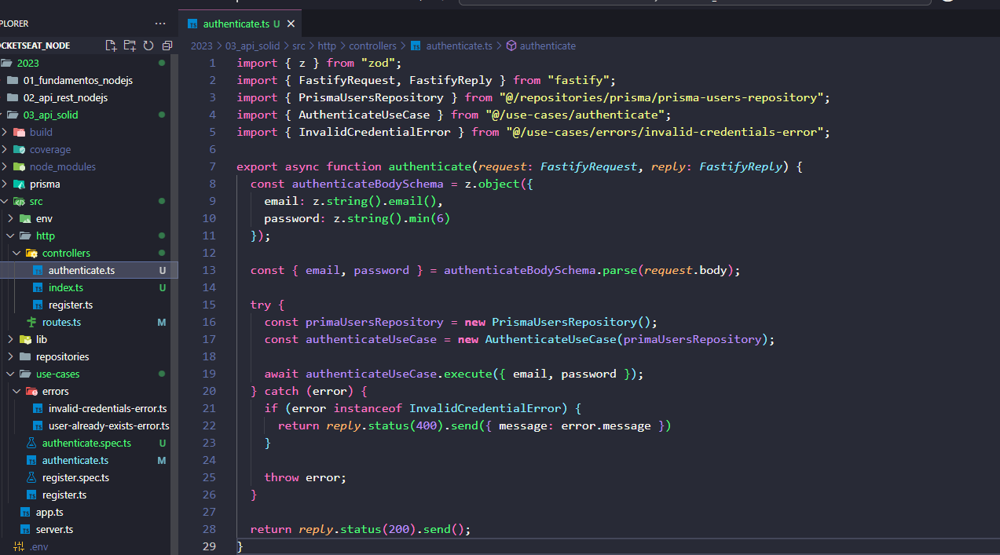 PLORER
CKETSEAT_NODE
2023
01_fundamentos_nodejs
02_api_rest_nodejs
03_api_solid
build
coverage
node_modules
prisma
src
env
http
controllers
authenticate.ts U
index.ts U
register.ts
routes.ts M
lib
repositories
use-cases
errors
invalid-credentials-error.ts
user-already-exists-error.ts
authenticate.spec.ts U
authenticate.ts M
register.spec.ts
register.ts
app.ts
server.ts
.env
TS authenticate.ts U
2023 > 03_api_solid > src > http > controllers > TS authenticate.ts > authenticate
1 import { z } from "zod";
2 import { FastifyRequest, FastifyReply } from "fastify";
3 import { PrismaUsersRepository } from "@/repositories/prisma/prisma-users-repository";
4 import { AuthenticateUseCase } from "@/use-cases/authenticate";
5 import { InvalidCredentialError } from "@/use-cases/errors/invalid-credentials-error";
6
7 export async function authenticate(request: FastifyRequest, reply: FastifyReply) {
8 const authenticateBodySchema = z.object({
9 email: z.string().email(),
10 password: z.string().min(6)
11 });
12
13 const { email, password } = authenticateBodySchema.parse(request.body);
14
15 try {
16 const primaUsersRepository = new PrismaUsersRepository();
17 const authenticateUseCase = new AuthenticateUseCase(primaUsersRepository);
18
19 await authenticateUseCase.execute({ email, password });
20 } catch (error) {
21 if (error instanceof InvalidCredentialError) {
22 return reply.status(400).send({ message: error.message })
23 }
24
25 throw error;
26 }
27
28 return reply.status(200).send();
29 }